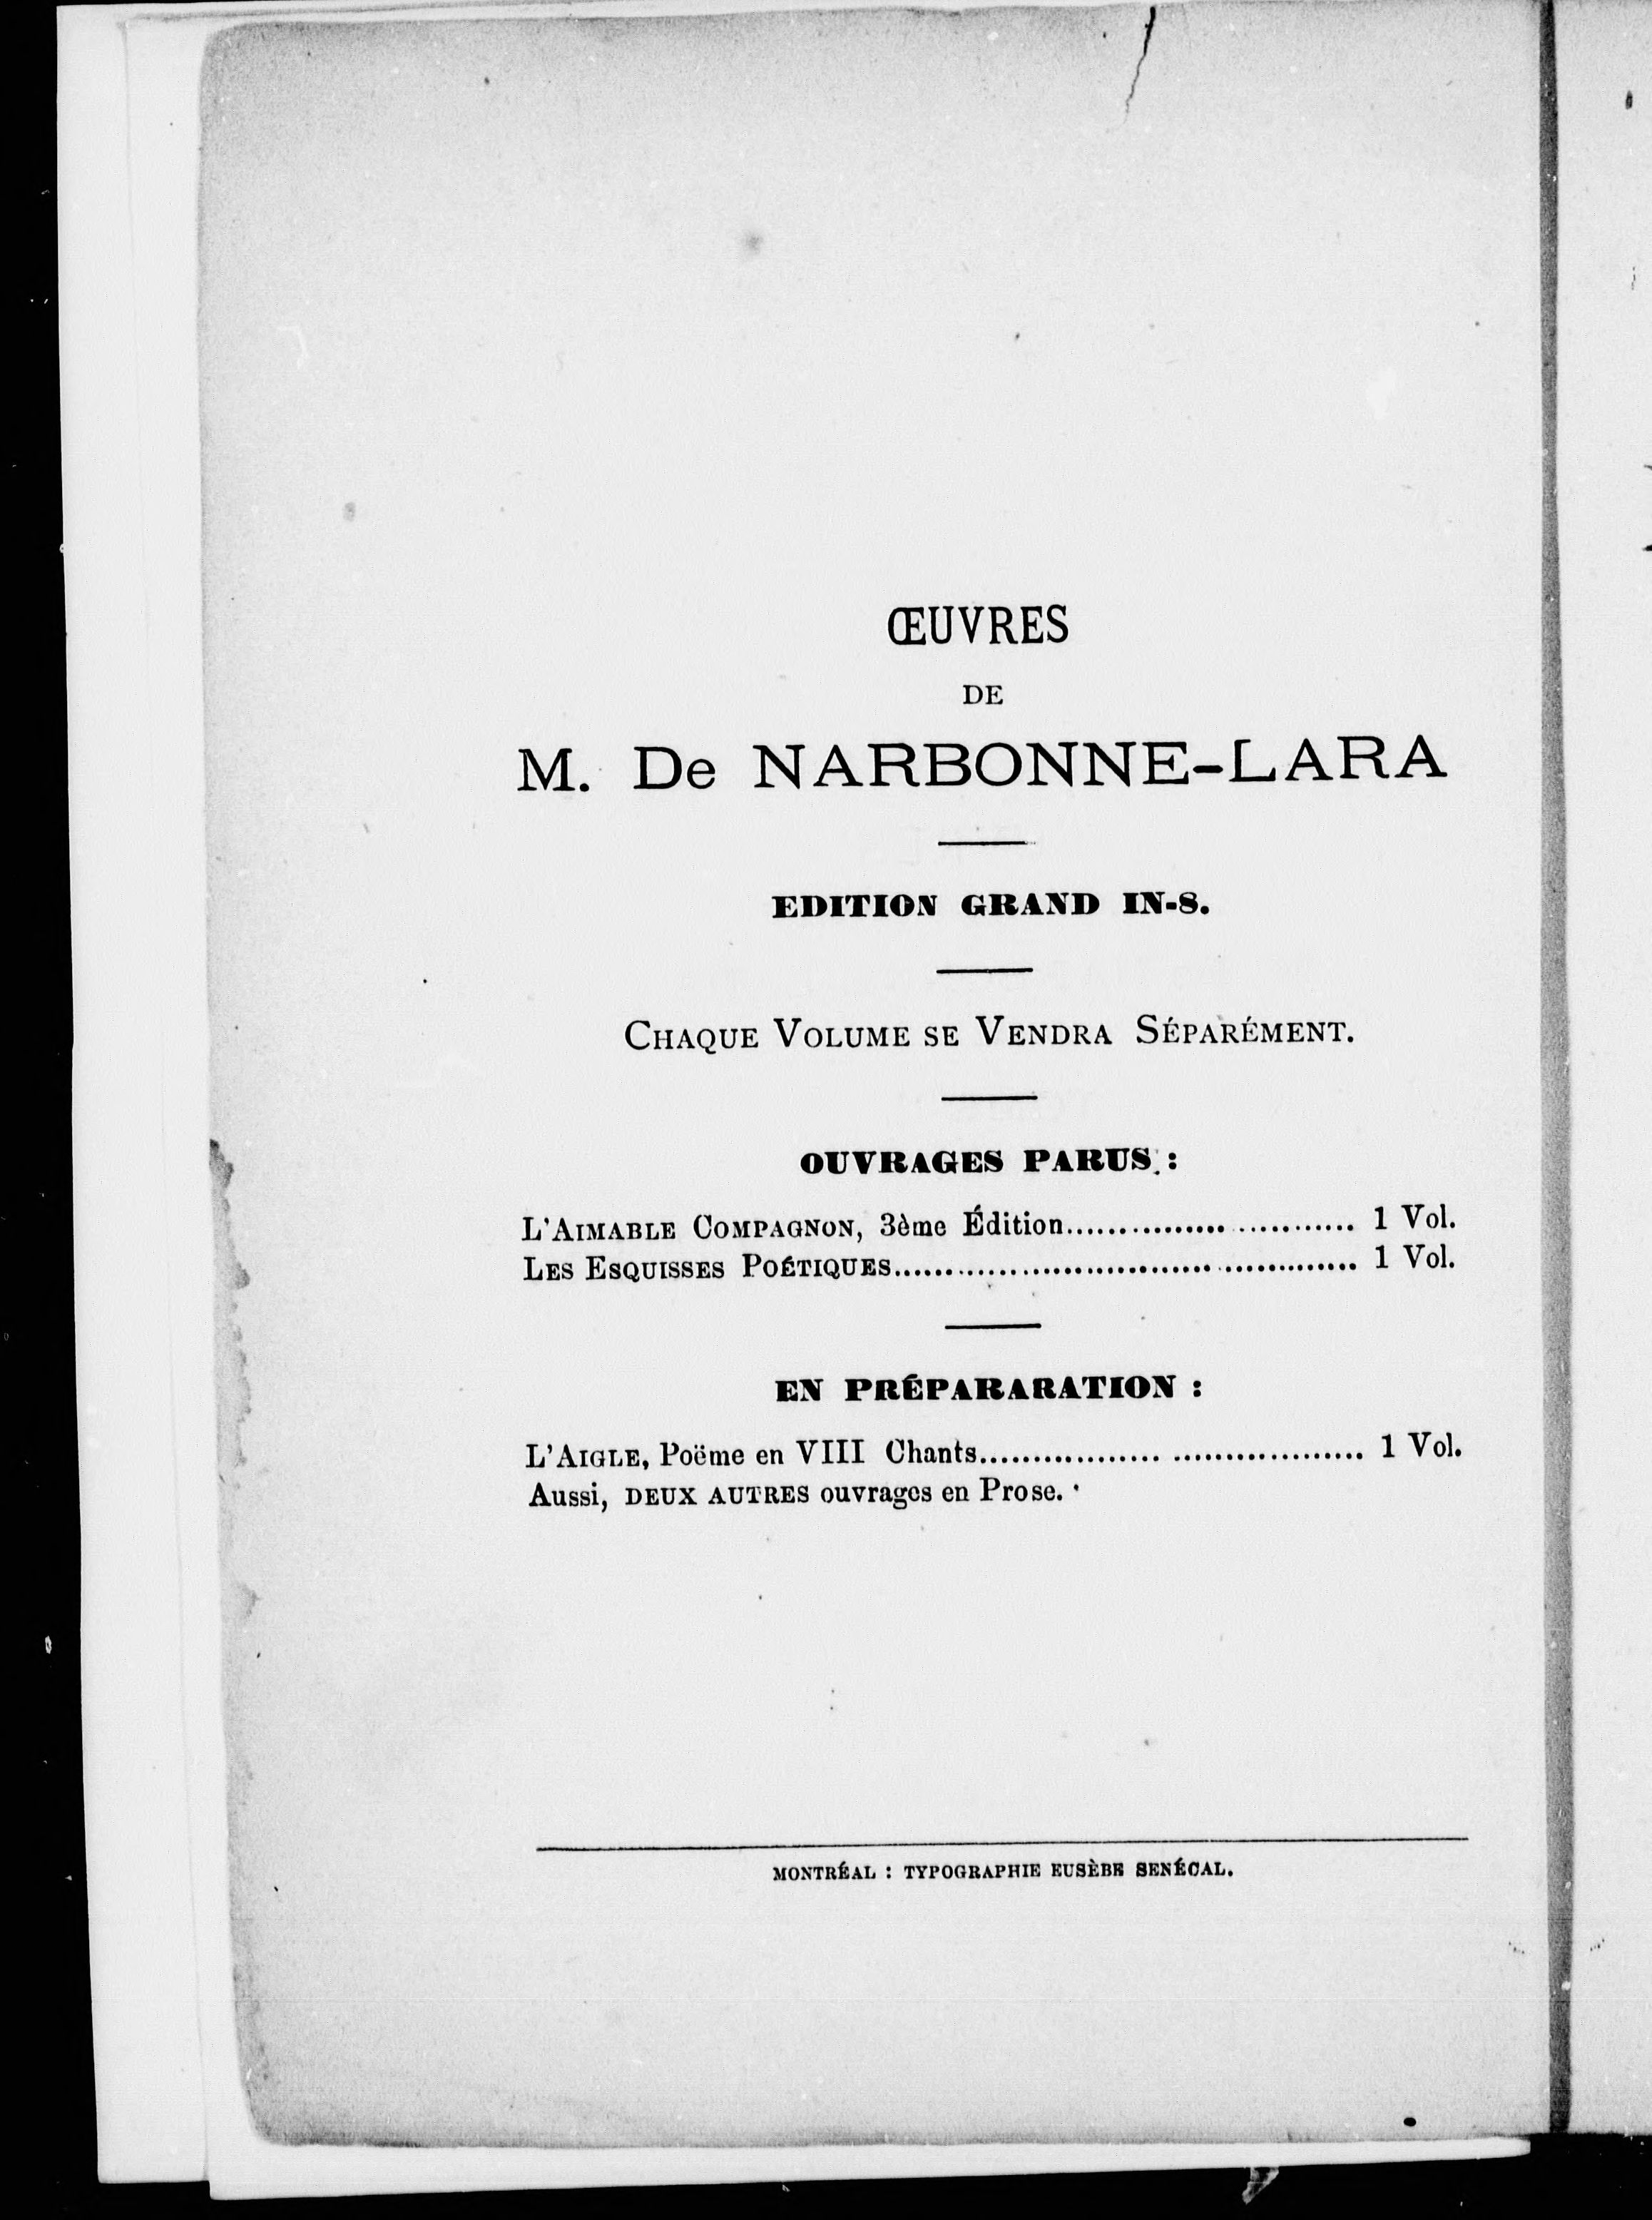 ŒUVRES
DE
M. De NARBONNE-LARA
EDITION GRAND IN-8.
CHAQUE VOLUME SE VENDRA SÉPARÉMENT.
OUVRAGES PARUS :
L'AIMABLE COMPAGNON, 3ème Édition........................... 1 Vol.
LES ESQUISSES POÉTIQUES............................................ 1 Vol.
EN PRÉPARARATION :
L'AIGLE, Poëme en VIII Chants................................... 1 Vol.
Aussi, DEUX AUTRES ouvrages en Prose.
MONTRÉAL : TYPOGRAPHIE EUSÈBE SENÉCAL.